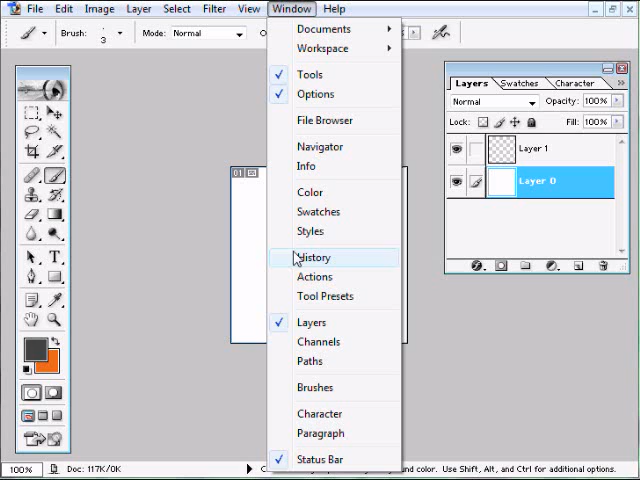 File Edit Image Layer Select Filter View Window Help
Brush: 3 Mode: Normal
Documents
Workspace
Tools
Options
File Browser
Navigator
Info
Color
Swatches
Styles
History
Actions
Tool Presets
Layers
Channels
Paths
Brushes
Character
Paragraph
Status Bar
Layers Swatches Character
Normal Opacity: 100%
Lock: Fill: 100%
Layer 1
Layer 0
01
100% Doc: 117K/0K
ground color. Use Shift, Alt, and Ctrl for additional options.